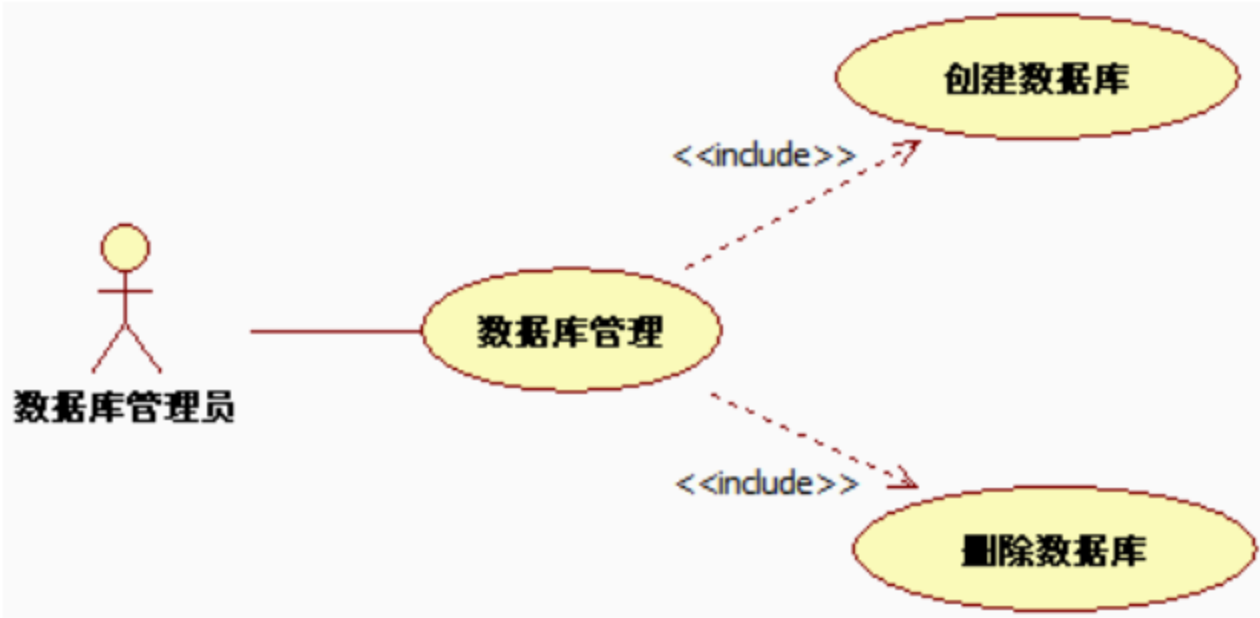 创建数据库
<<include>>
数据库管理
数据库管理员
<<include>>
删除数据库